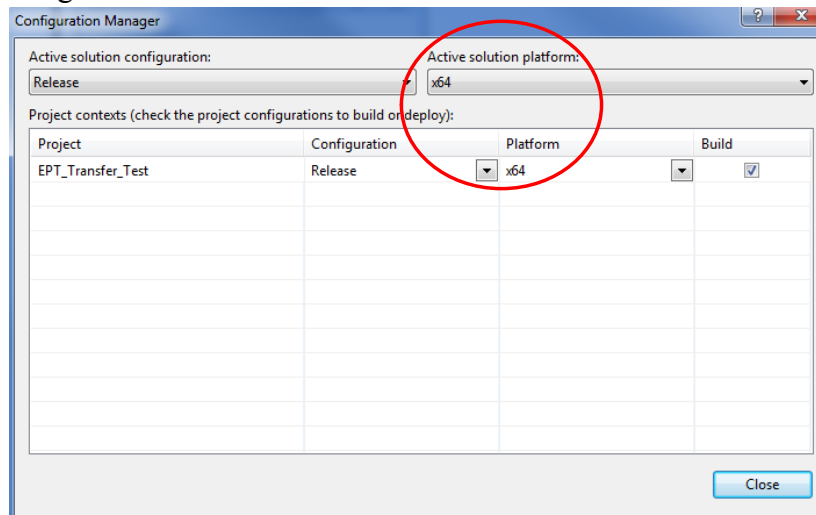 Configuration Manager
Active solution configuration: Active solution platform:
Release x64
Project contexts (check the project configurations to build or deploy):
Project Configuration Platform Build
EPT_Transfer_Test Release x64
Close